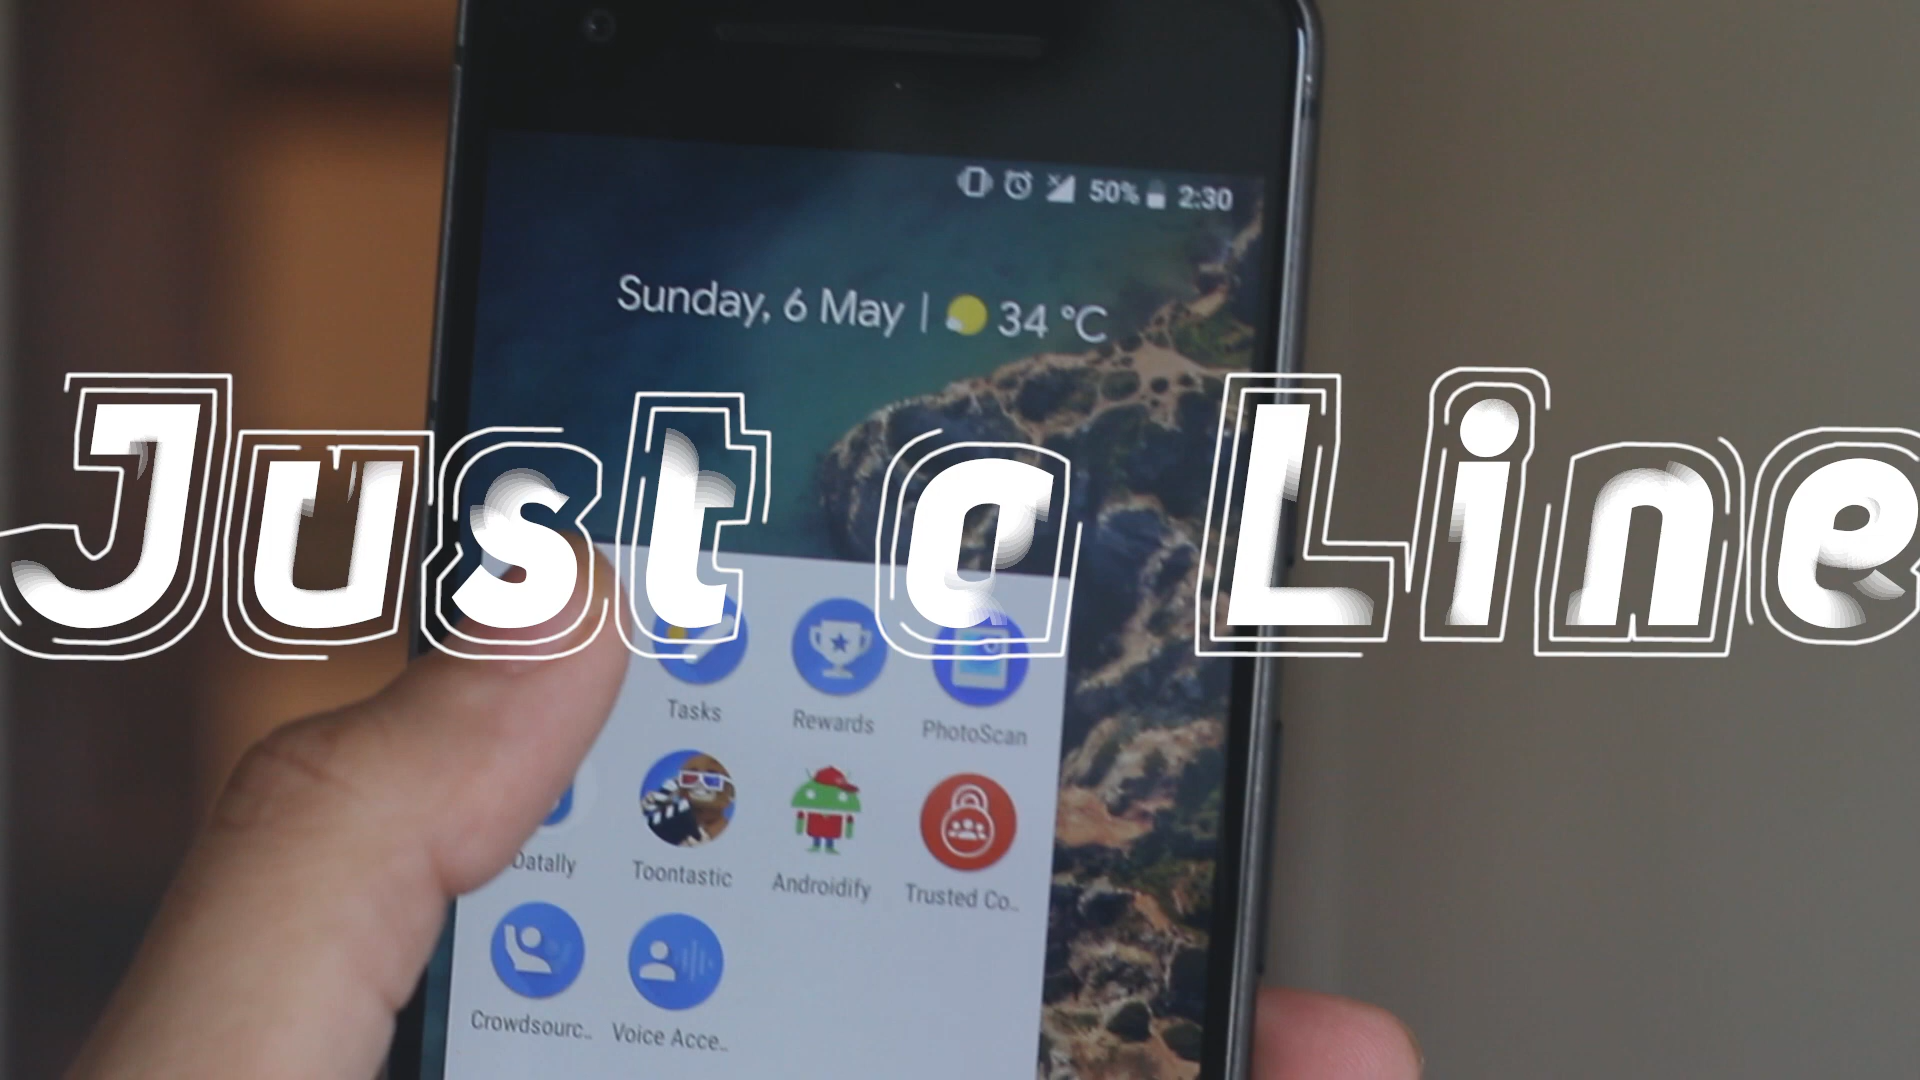 50% 2:30
Sunday, 6 May | 34 °C
Just a Line
Tasks Rewards PhotoScan
Datally Toontastic Androidify Trusted Co..
Crowdsourc.. Voice Acce..